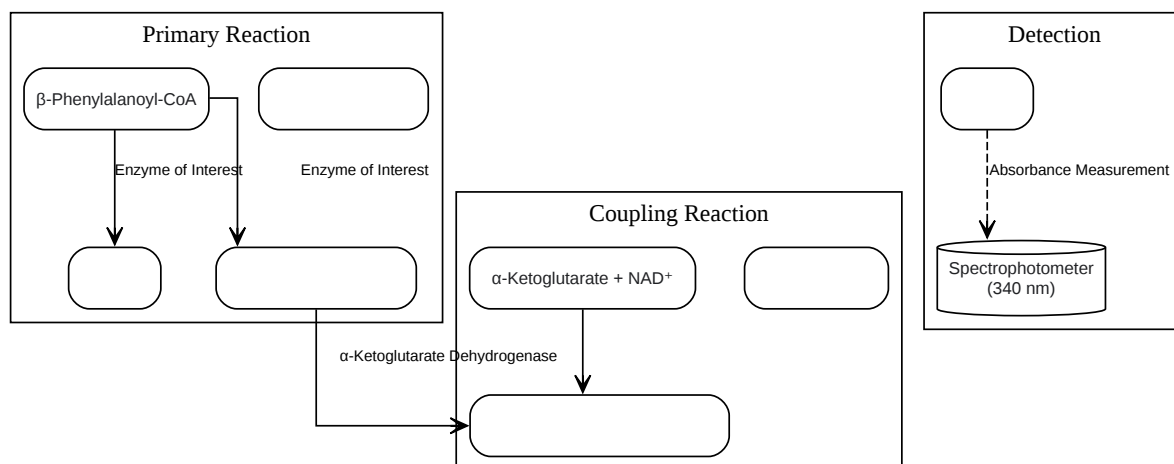 Primary Reaction
β-Phenylalanoyl-CoA
Enzyme of Interest
Enzyme of Interest
Coupling Reaction
α-Ketoglutarate + NAD⁺
α-Ketoglutarate Dehydrogenase
Detection
Absorbance Measurement
Spectrophotometer
(340 nm)